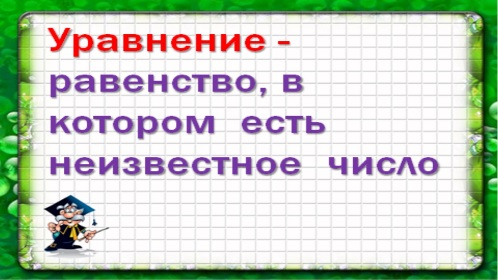 Уравнение -
равенство, в
котором есть
неизвестное число